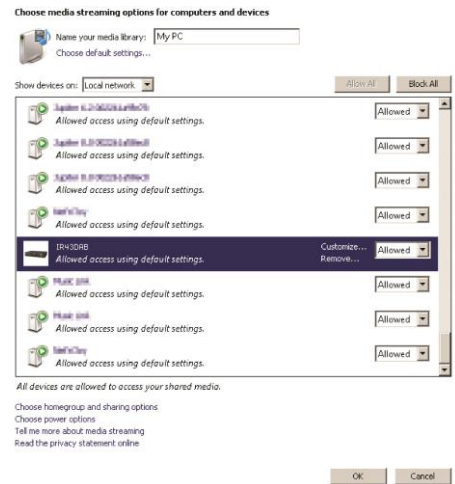 Choose media streaming options for computers and devices
Name your media library: My PC
Choose default settings...
Show devices on: Local network Allow All Block All
Allowed
Allowed access using default settings.
Allowed
Allowed access using default settings.
Allowed
Allowed access using default settings.
Allowed
Allowed access using default settings.
IR43DAB Customize... Allowed
Allowed access using default settings. Remove...
Allowed
Allowed access using default settings.
Allowed
Allowed access using default settings.
Allowed
Allowed access using default settings.
All devices are allowed to access your shared media.
Choose homegroup and sharing options
Choose power options
Tell me more about media streaming
Read the privacy statement online
OK Cancel